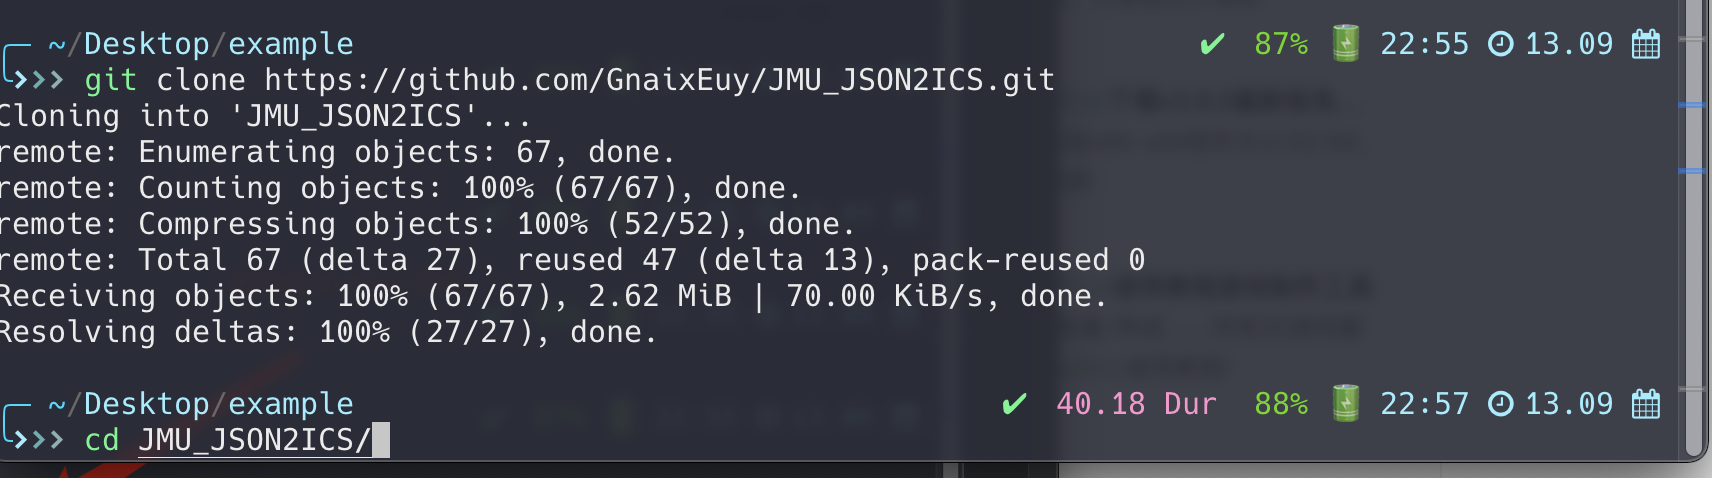 ~/Desktop/example ✔ 87% 22:55 13.09
>>> git clone https://github.com/GnaixEuy/JMU_JSON2ICS.git
Cloning into 'JMU_JSON2ICS'...
remote: Enumerating objects: 67, done.
remote: Counting objects: 100% (67/67), done.
remote: Compressing objects: 100% (52/52), done.
remote: Total 67 (delta 27), reused 47 (delta 13), pack-reused 0
Receiving objects: 100% (67/67), 2.62 MiB | 70.00 KiB/s, done.
Resolving deltas: 100% (27/27), done.
~/Desktop/example ✔ 40.18 Dur 88% 22:57 13.09
>>> cd JMU_JSON2ICS/